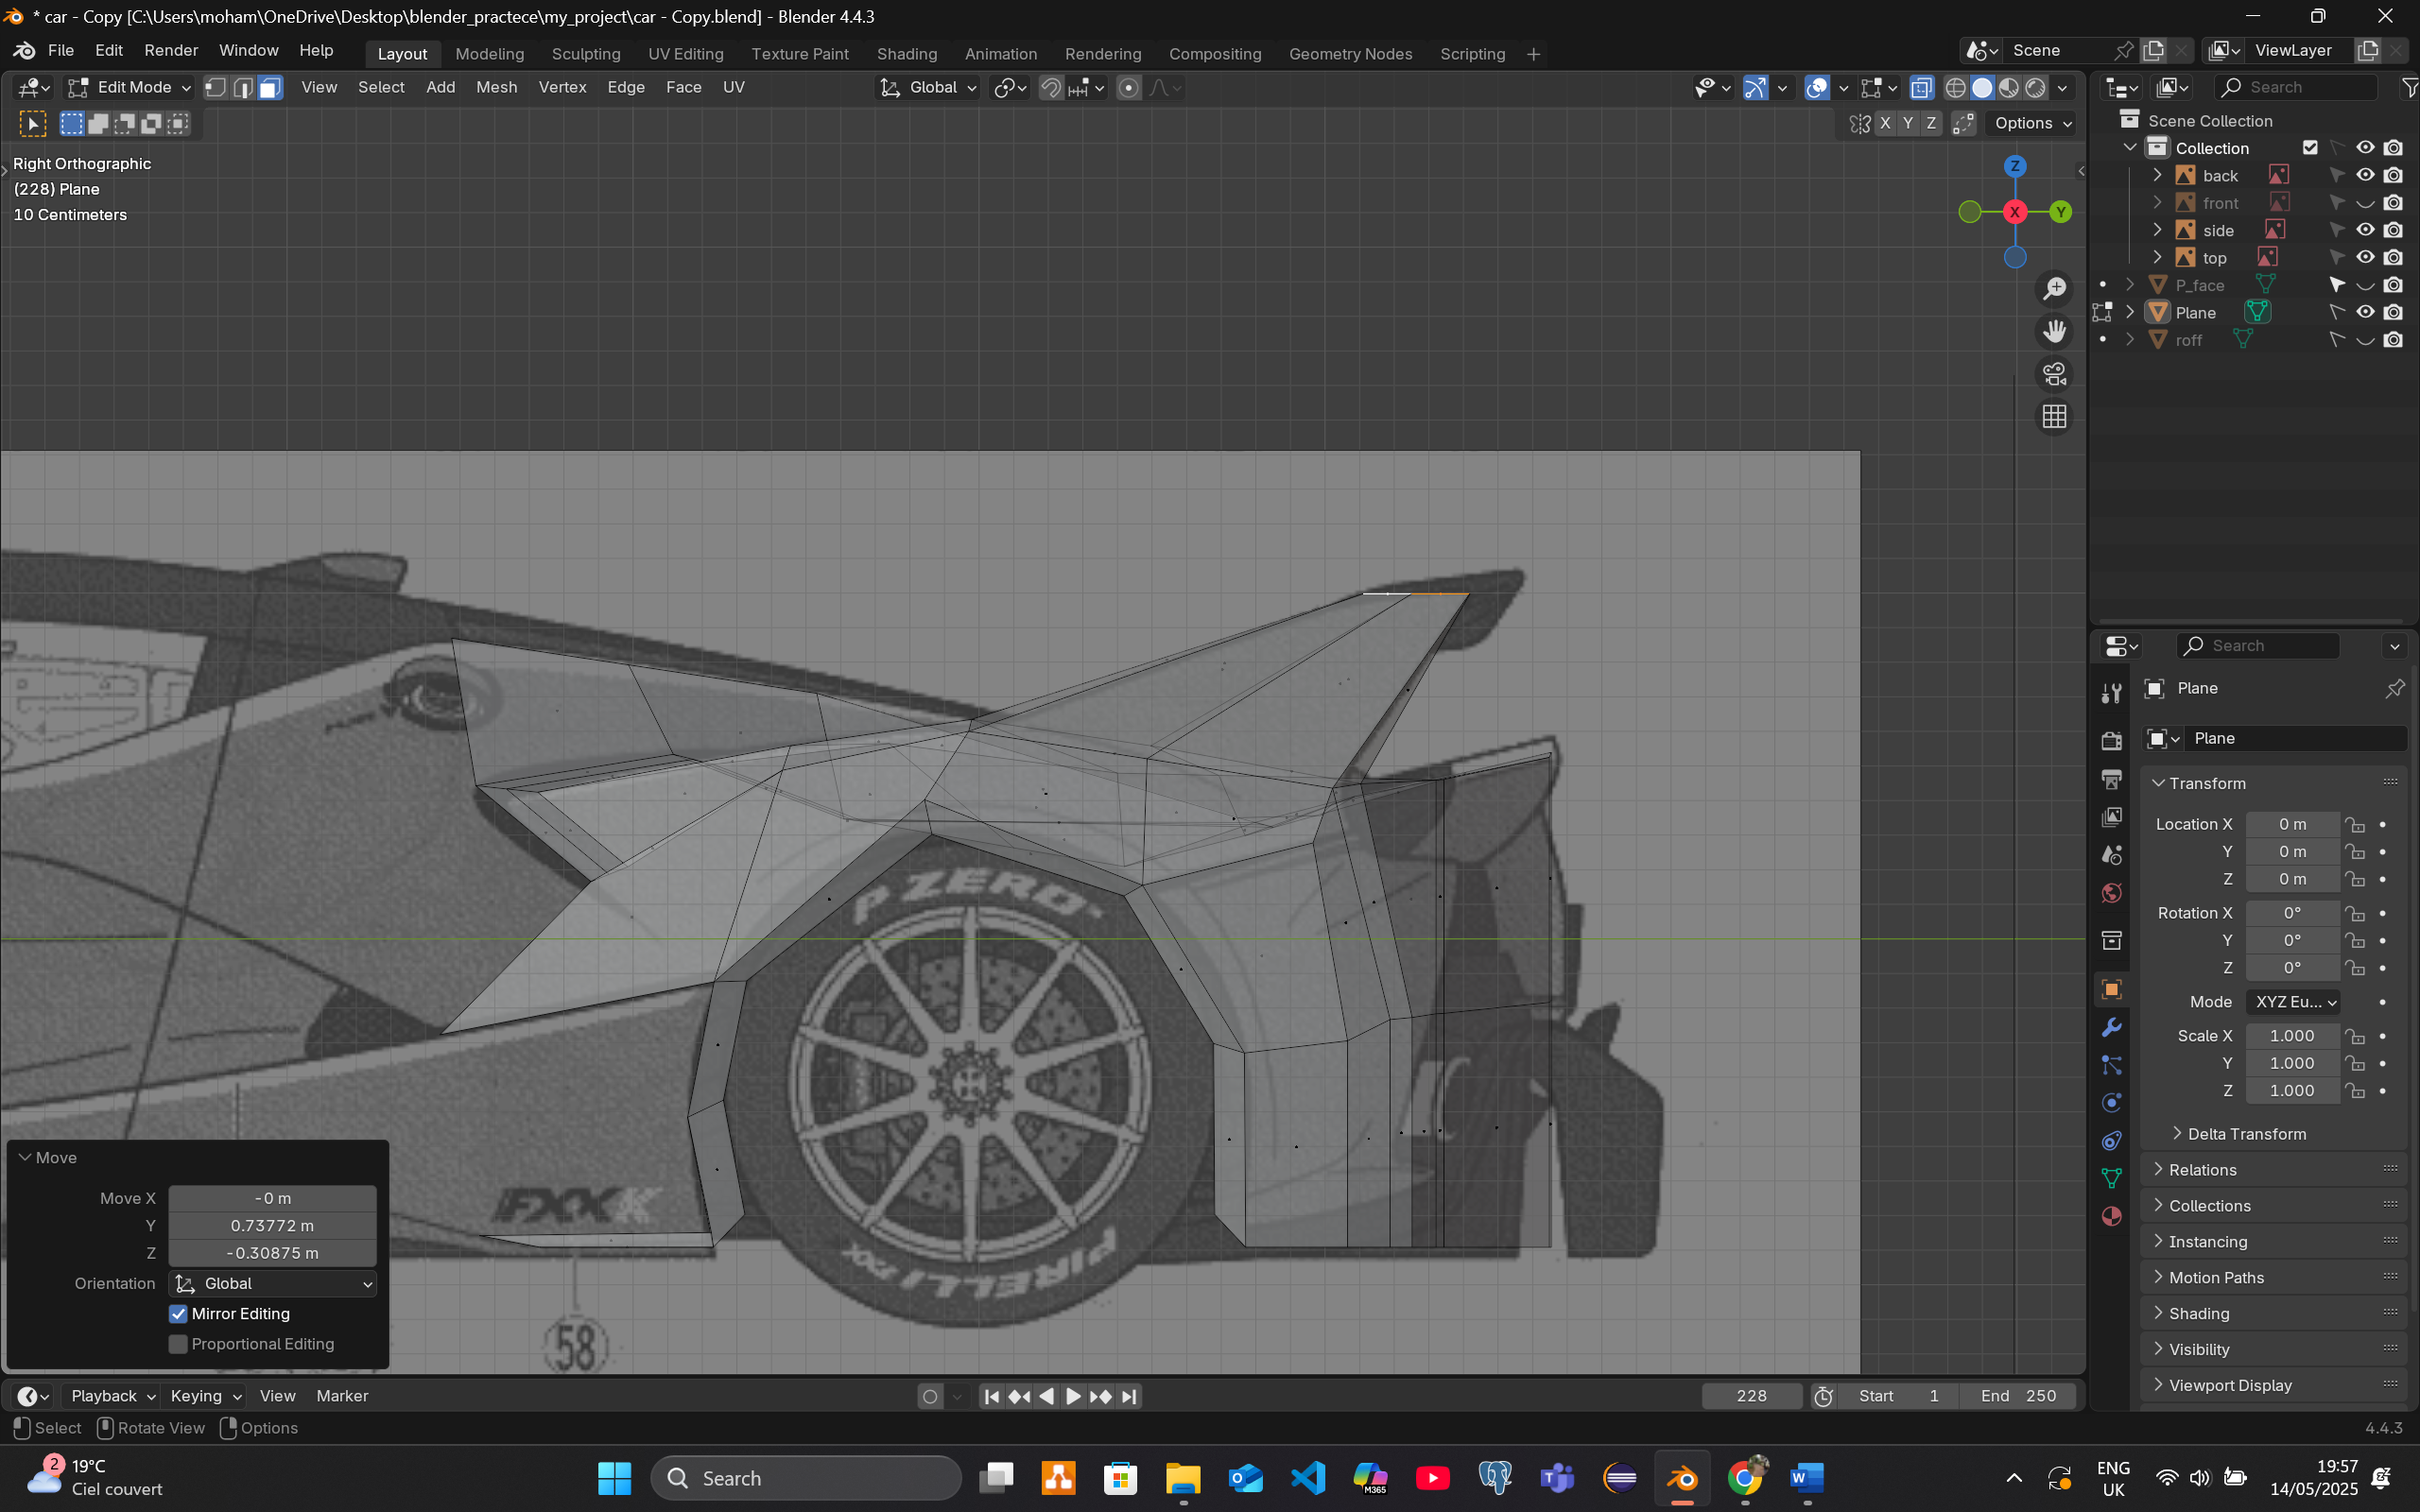 * car - Copy [C:\Users\moham\OneDrive\Desktop\blender_practece\my_project\car - Copy.blend] - Blender 4.4.3
File Edit Render Window Help Layout Modeling Sculpting UV Editing Texture Paint Shading Animation Rendering Compositing Geometry Nodes Scripting + Scene ViewLayer
Edit Mode View Select Add Mesh Vertex Edge Face UV Global Search
X Y Z Options
Right Orthographic
(228) Plane
10 Centimeters
Z
X
Y
Scene Collection
Collection
back
front
side
top
P_face
Plane
roff
Search
Plane
Plane
Transform
Location X 0 m
Y 0 m
Z 0 m
Rotation X 0°
Y 0°
Z 0°
Mode XYZ Eu...
Scale X 1.000
Y 1.000
Z 1.000
Delta Transform
Relations
Collections
Instancing
Motion Paths
Shading
Visibility
Viewport Display
P ZERO
PIRELLI
FXXK
58
Move
Move X -0 m
Y 0.73772 m
Z -0.30875 m
Orientation Global
Mirror Editing
Proportional Editing
Playback Keying View Marker 228 Start 1 End 250
Select Rotate View Options 4.4.3
2
19°C
Ciel couvert
Search
M365
ENG
UK
19:57
14/05/2025